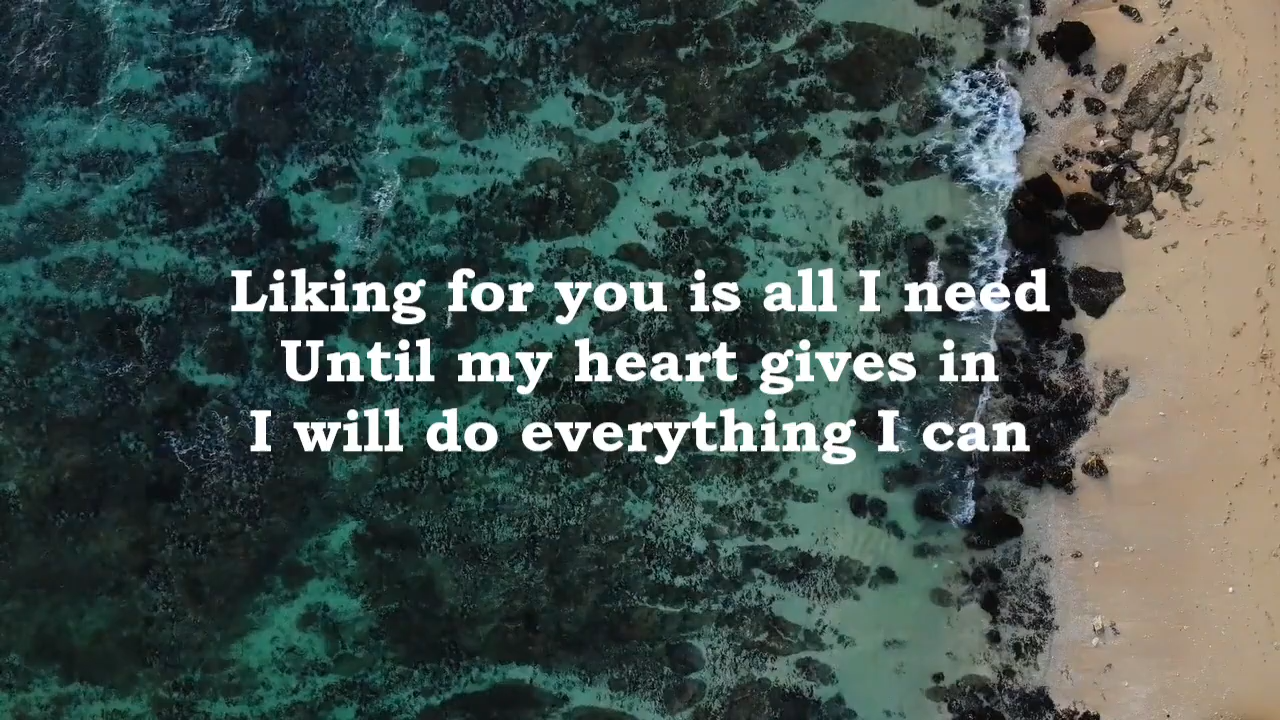 Liking for you is all I need
Until my heart gives in
I will do everything I can